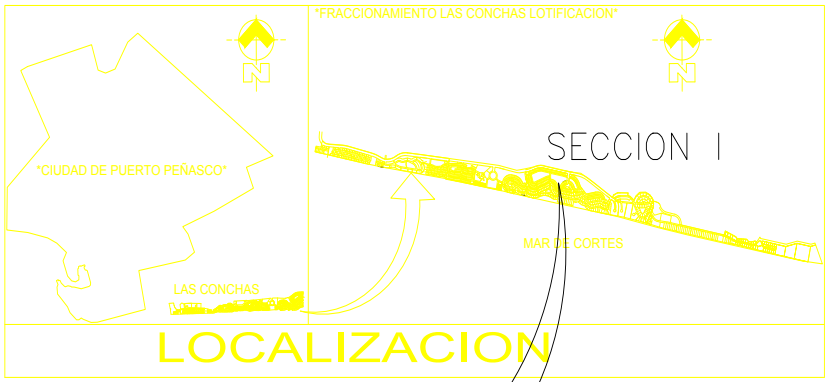 "FRACCIONAMIENTO LAS CONCHAS LOTIFICACION"
N
N
SECCION I
"CIUDAD DE PUERTO PEÑASCO"
MAR DE CORTES
LAS CONCHAS
LOCALIZACION